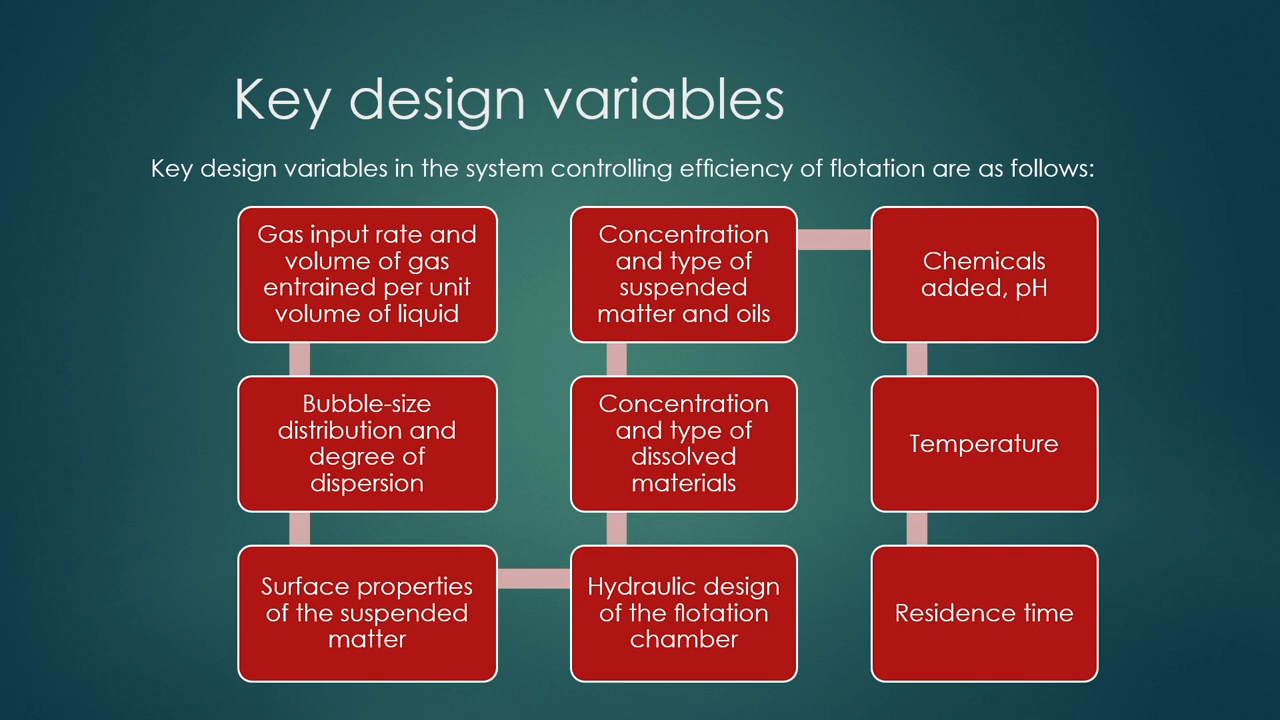 Key design variables
Key design variables in the system controlling efficiency of flotation are as follows:
Gas input rate and
volume of gas
entrained per unit
volume of liquid
Bubble-size
distribution and
degree of
dispersion
Surface properties
of the suspended
matter
Hydraulic design
of the flotation
chamber
Concentration
and type of
dissolved
materials
Concentration
and type of
suspended
matter and oils
Chemicals
added, pH
Temperature
Residence time